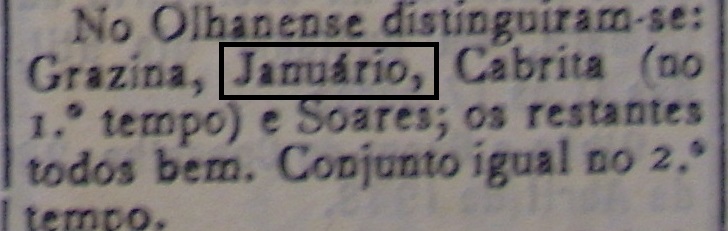 No Olhanense distinguiram-se:
Grazina, Januário, Cabrita (no
1.º tempo) e Soares; os restantes
todos bem. Conjunto igual no 2.º
tempo.